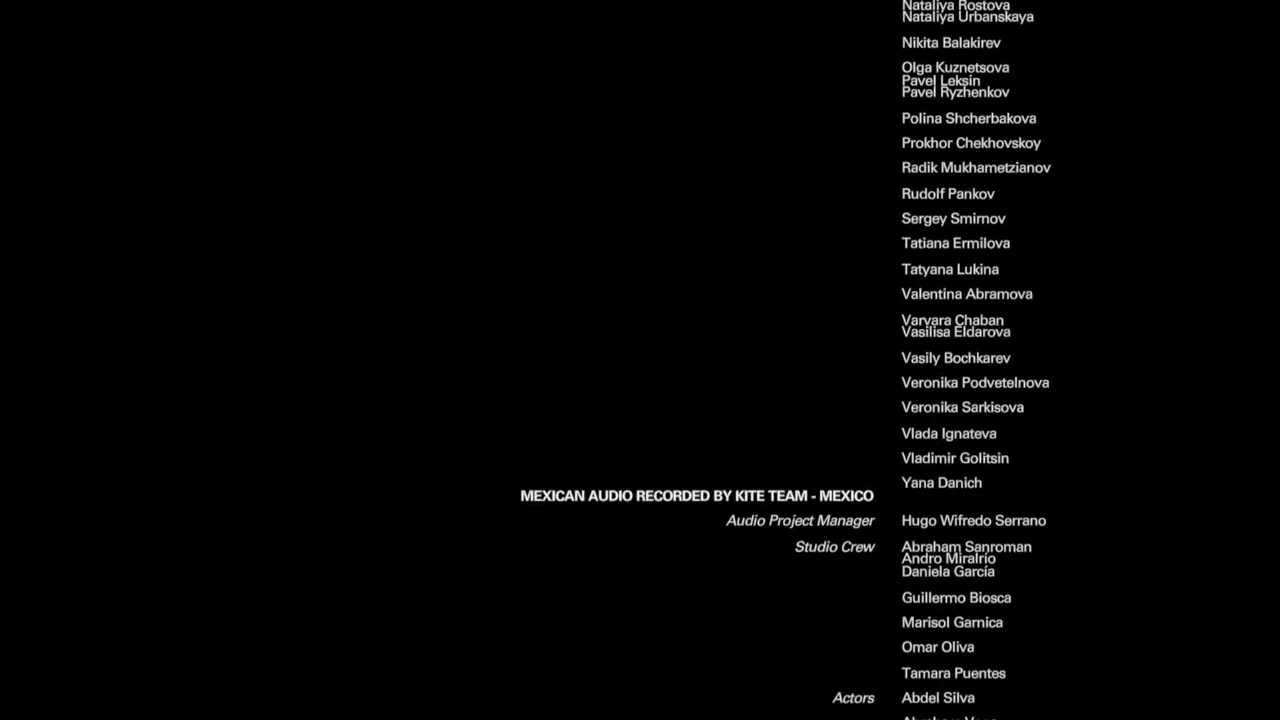 Nataliya Rostova
Nataliya Urbanskaya
Nikita Balakirev
Olga Kuznetsova
Pavel Leksin
Pavel Ryzhenkov
Polina Shcherbakova
Prokhor Chekhovskoy
Radik Mukhametzianov
Rudolf Pankov
Sergey Smirnov
Tatiana Ermilova
Tatyana Lukina
Valentina Abramova
Varvara Chaban
Vasilisa Eldarova
Vasily Bochkarev
Veronika Podvetelnova
Veronika Sarkisova
Vlada Ignateva
Vladimir Golitsin
Yana Danich
MEXICAN AUDIO RECORDED BY KITE TEAM - MEXICO
Audio Project Manager Hugo Wifredo Serrano
Studio Crew Abraham Sanroman
Andro Miralrío
Daniela García
Guillermo Biosca
Marisol Garnica
Omar Oliva
Tamara Puentes
Actors Abdel Silva